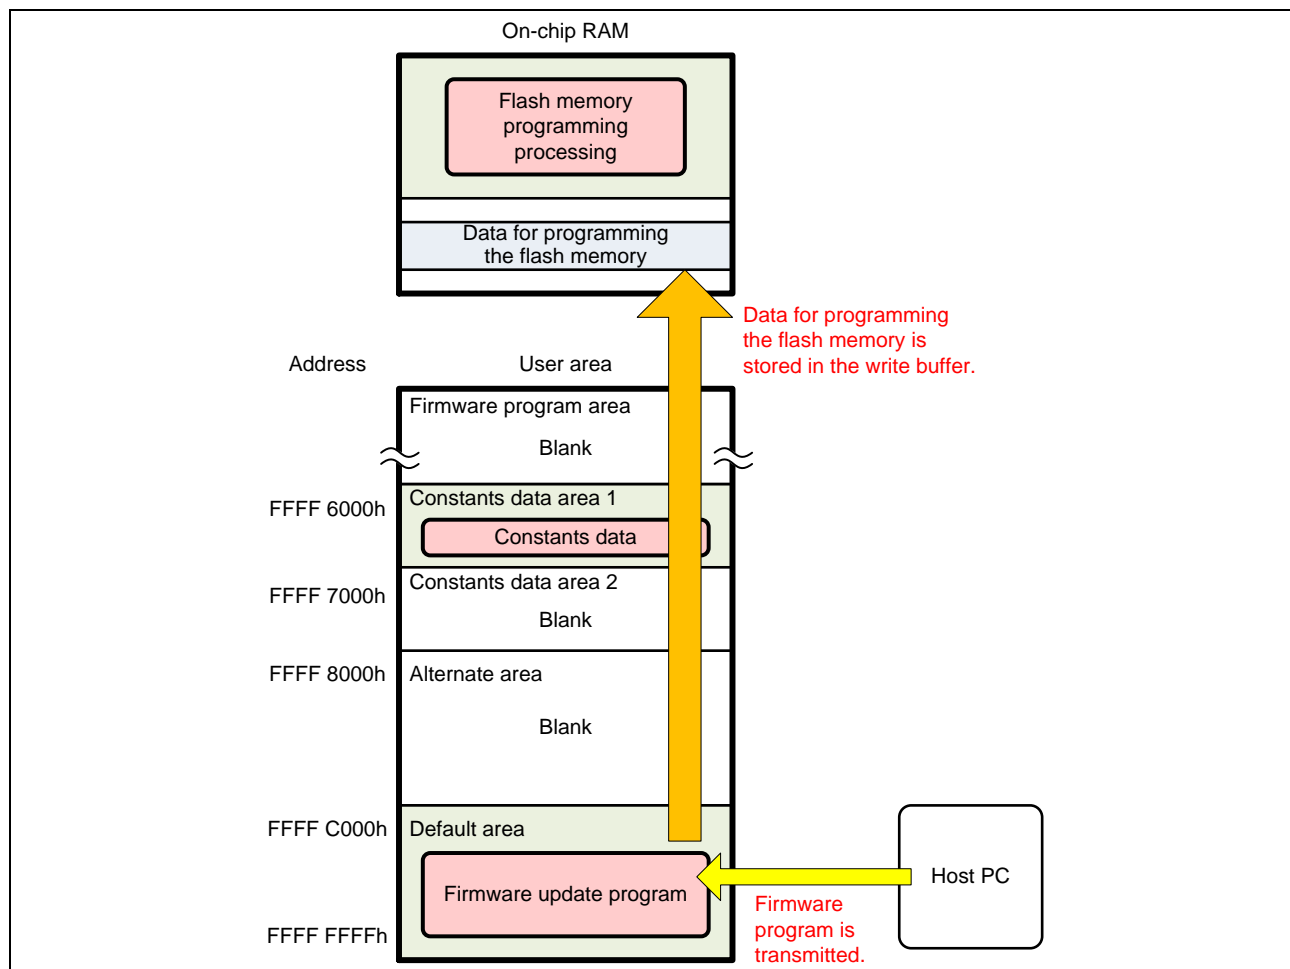 On-chip RAM
Flash memory
programming
processing
Data for programming
the flash memory
Data for programming
the flash memory is
stored in the write buffer.
Address
User area
Firmware program area
Blank
FFFF 6000h
Constants data area 1
Constants data
FFFF 7000h
Constants data area 2
Blank
FFFF 8000h
Alternate area
Blank
FFFF C000h
Default area
Firmware update program
Host PC
Firmware
program is
transmitted.
FFFF FFFFh